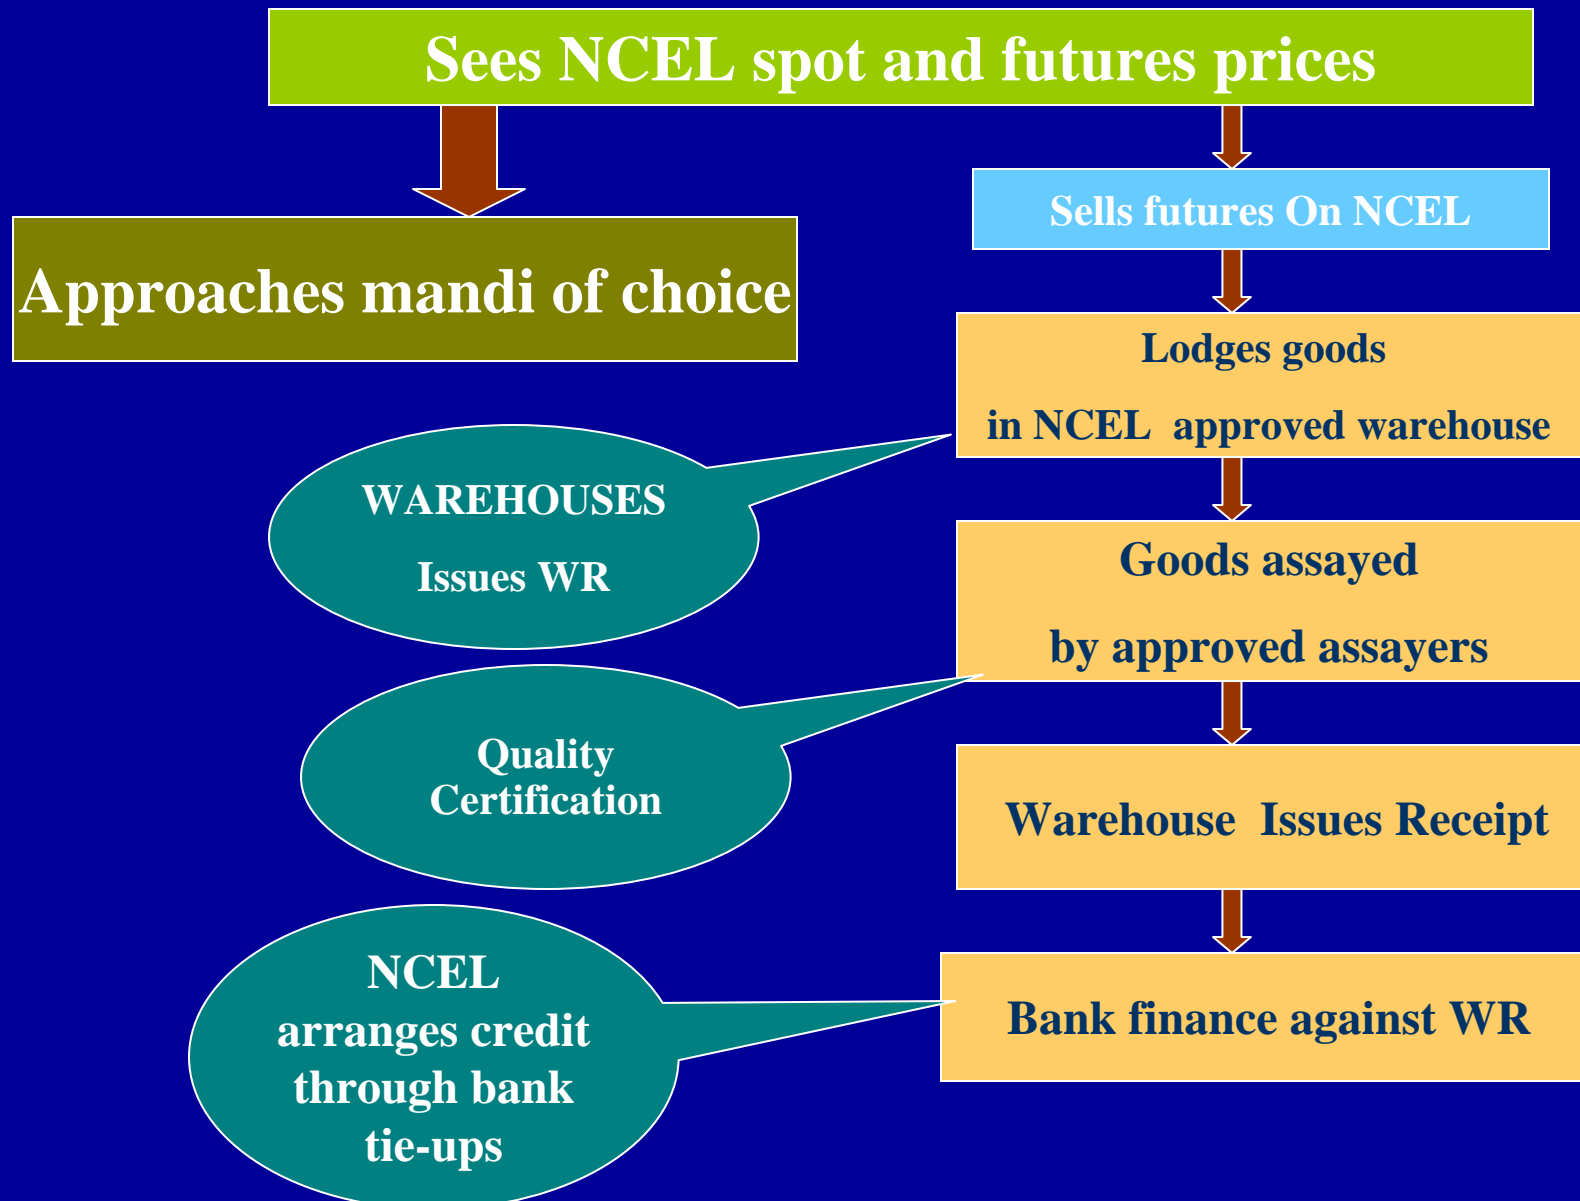 Sees NCEL spot and futures prices
Sells futures On NCEL
Approaches mandi of choice
Lodges goods
in NCEL approved warehouse
WAREHOUSES
Issues WR
Goods assayed
by approved assayers
Quality
Certification
Warehouse Issues Receipt
NCEL
arranges credit
through bank
tie-ups
Bank finance against WR